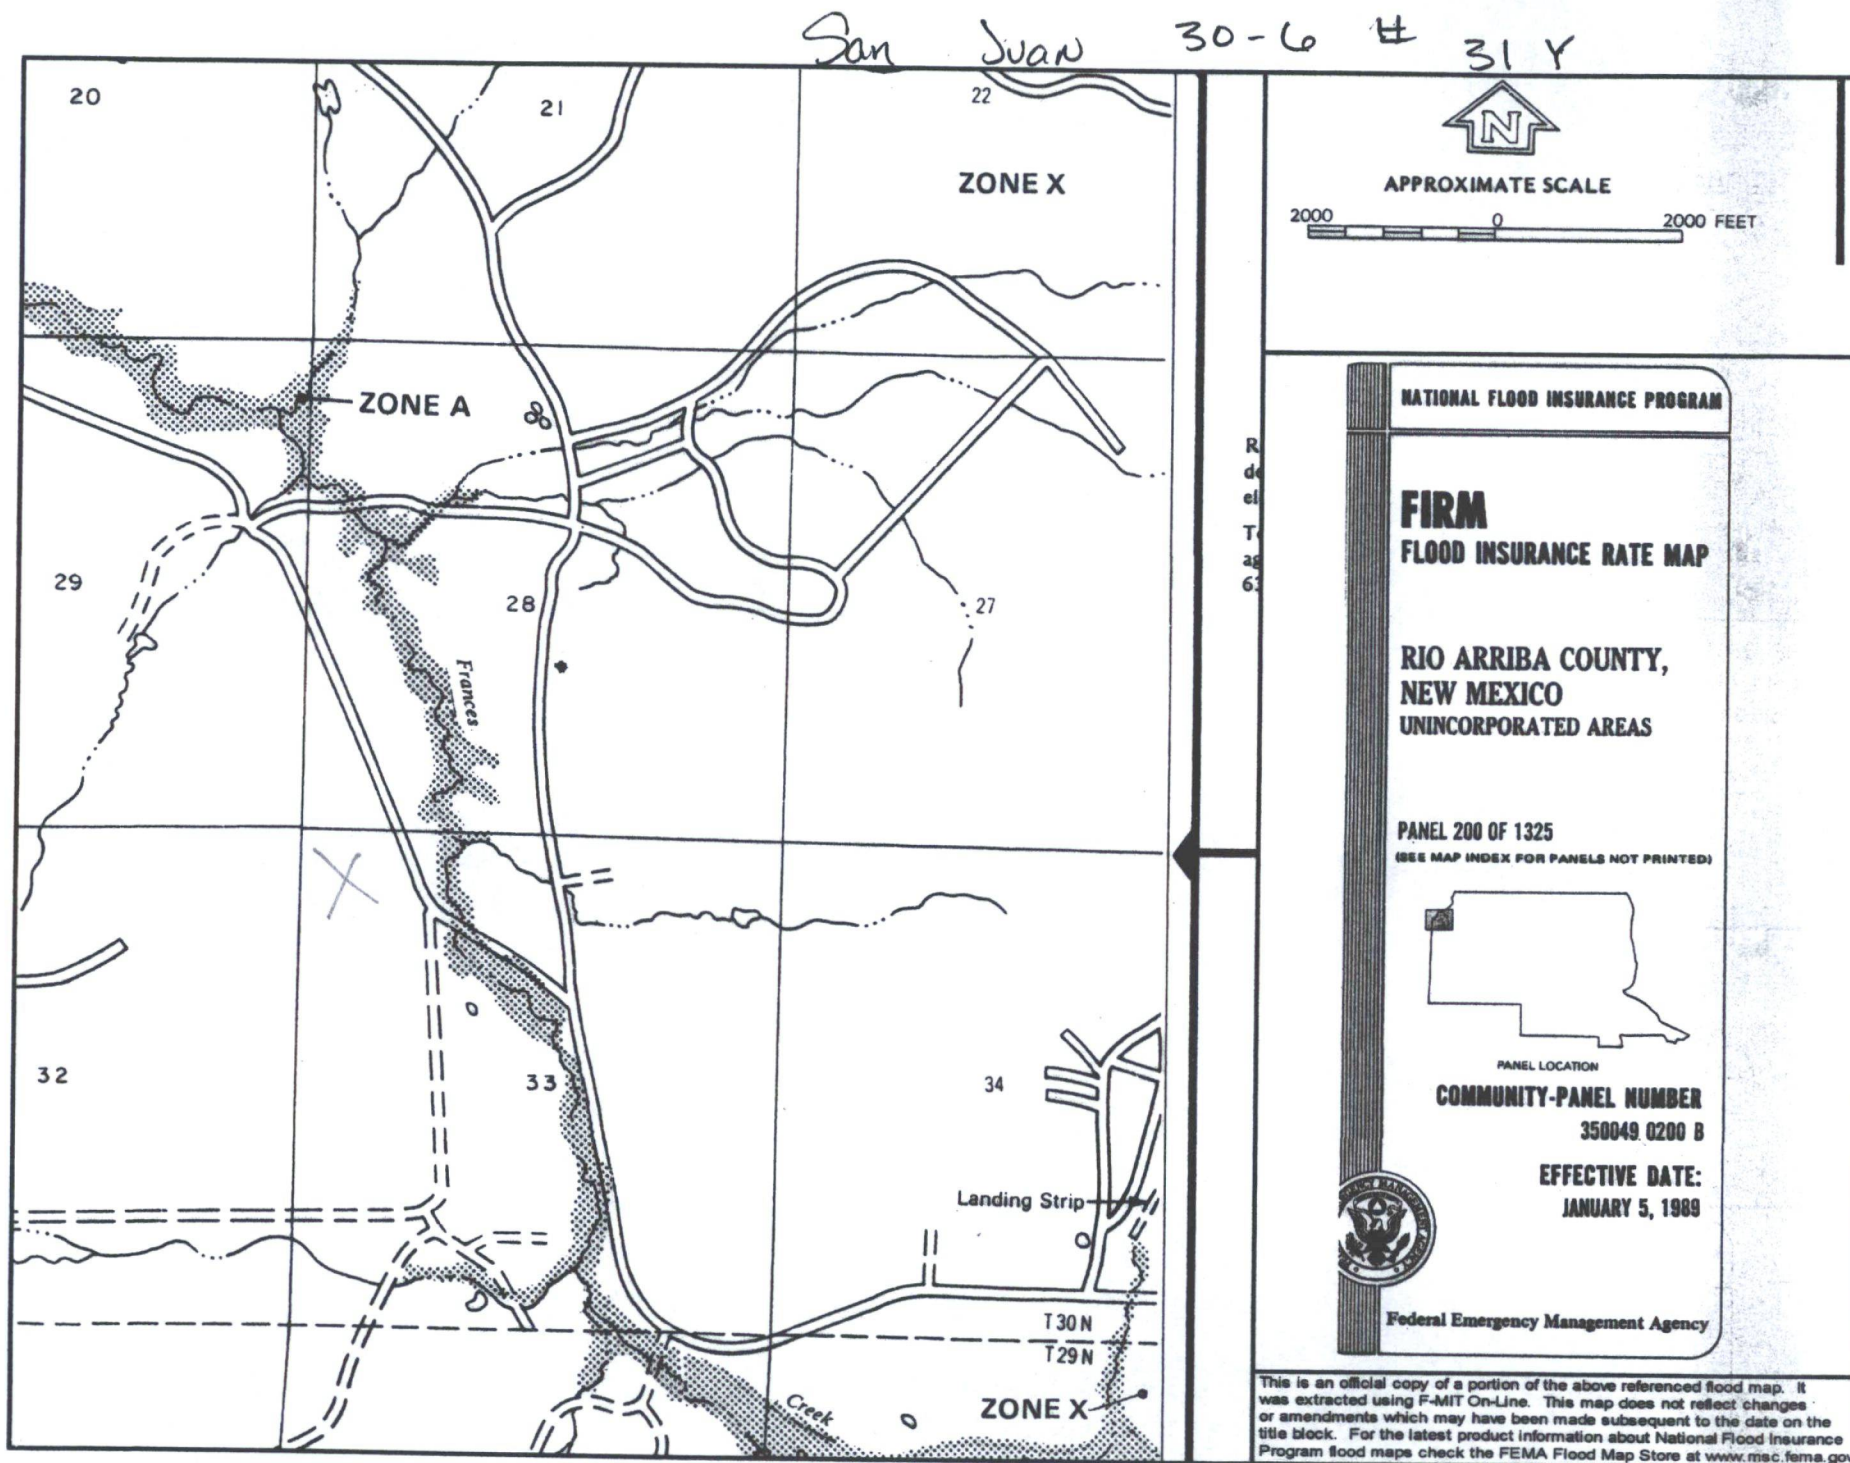 San Juan 30-6 # 31 Y
20
21
22
ZONE X
ZONE A
29
28
27
Frances
32
33
34
Landing Strip
T30N
T29N
ZONE X
Creek
N
APPROXIMATE SCALE
2000 0 2000 FEET
R
de
el
T
ag
63
NATIONAL FLOOD INSURANCE PROGRAM
FIRM
FLOOD INSURANCE RATE MAP
RIO ARRIBA COUNTY,
NEW MEXICO
UNINCORPORATED AREAS
PANEL 200 OF 1325
(SEE MAP INDEX FOR PANELS NOT PRINTED)
PANEL LOCATION
COMMUNITY-PANEL NUMBER
350049 0200 B
EFFECTIVE DATE:
JANUARY 5, 1989
Federal Emergency Management Agency
This is an official copy of a portion of the above referenced flood map. It
was extracted using F-MIT On-Line. This map does not reflect changes
or amendments which may have been made subsequent to the date on the
title block. For the latest product information about National Flood Insurance
Program flood maps check the FEMA Flood Map Store at www.msc.fema.gov